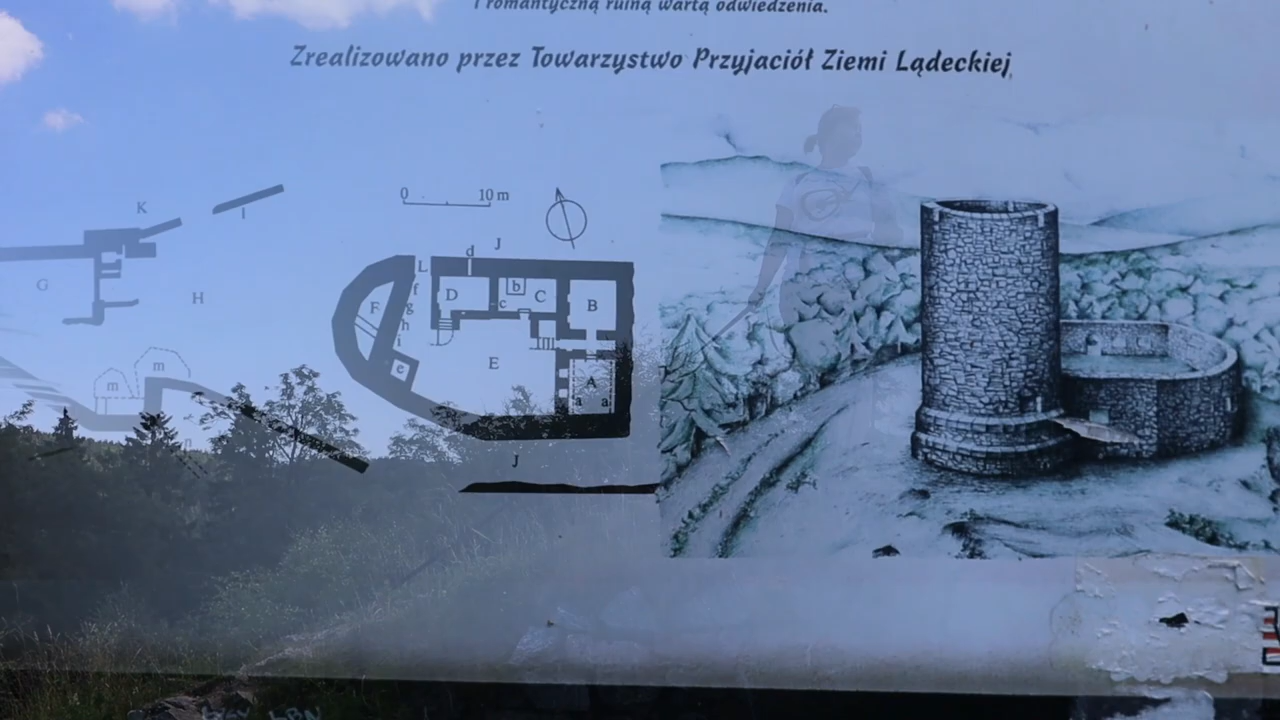 i romantyczną ruiną wartą odwiedzenia.
Zrealizowano przez Towarzystwo Przyjaciół Ziemi Lądeckiej
0 10 m
K I
J
d
L
f
G H F g D c b C B
h
i
E
m m e A
a a
n
J